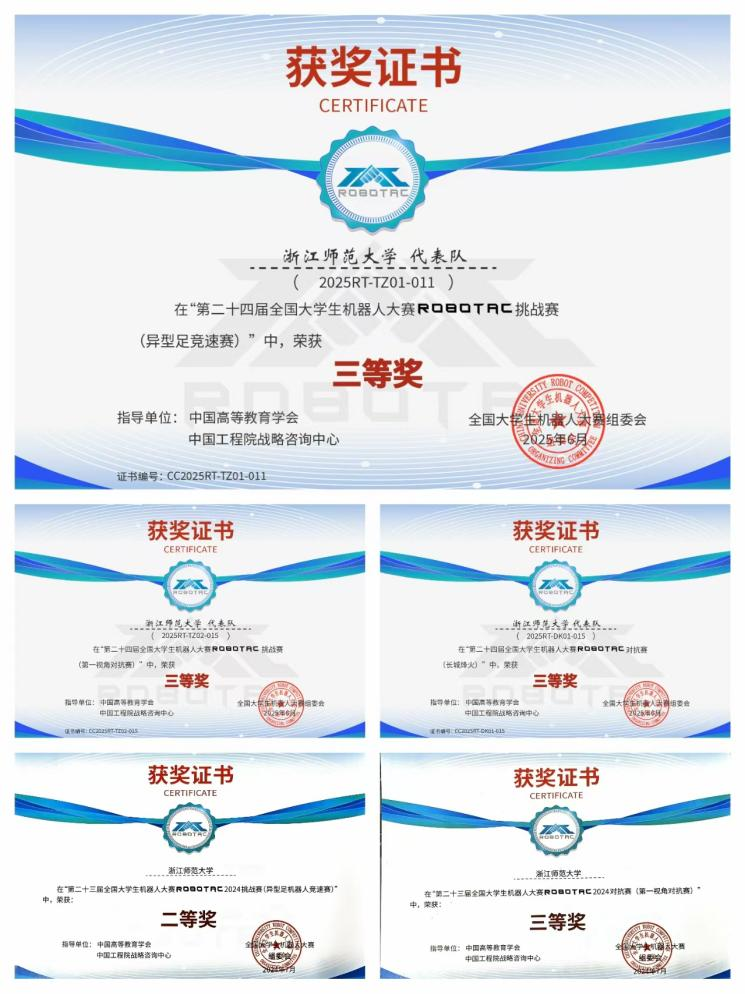 获奖证书
CERTIFICATE
ROBOTAC
浙江师范大学 代表队
( 2025RT-TZ01-011 )
在“第二十四届全国大学生机器人大赛ROBOTAC挑战赛
（异型足竞速赛）”中，荣获
三等奖
指导单位： 中国高等教育学会
中国工程院战略咨询中心
全国大学生机器人大赛组委会
2025年6月
证书编号：CC2025RT-TZ01-011
获奖证书
CERTIFICATE
ROBOTAC
浙江师范大学 代表队
( 2025RT-TZ02-015 )
在“第二十四届全国大学生机器人大赛ROBOTAC挑战赛
（第一视角对抗赛）”中，荣获
三等奖
指导单位： 中国高等教育学会
中国工程院战略咨询中心
全国大学生机器人大赛组委会
2025年6月
证书编号：CC2025RT-TZ02-015
获奖证书
CERTIFICATE
ROBOTAC
浙江师范大学 代表队
( 2025RT-DK01-015 )
在“第二十四届全国大学生机器人大赛ROBOTAC对抗赛
（长城烽火）”中，荣获
三等奖
指导单位： 中国高等教育学会
中国工程院战略咨询中心
全国大学生机器人大赛组委会
2025年6月
证书编号：CC2025RT-DK01-015
获奖证书
CERTIFICATE
ROBOTAC
浙江师范大学
在“第二十三届全国大学生机器人大赛ROBOTAC2024挑战赛(异型足机器人竞速赛)”
中，荣获：
二等奖
指导单位： 中国高等教育学会
中国工程院战略咨询中心
全国大学生机器人大赛
组委会
2024年7月
获奖证书
CERTIFICATE
ROBOTAC
浙江师范大学
在“第二十三届全国大学生机器人大赛ROBOTAC2024对抗赛（第一视角对抗赛）”
中，荣获：
三等奖
指导单位： 中国高等教育学会
中国工程院战略咨询中心
全国大学生机器人大赛
组委会
2024年7月